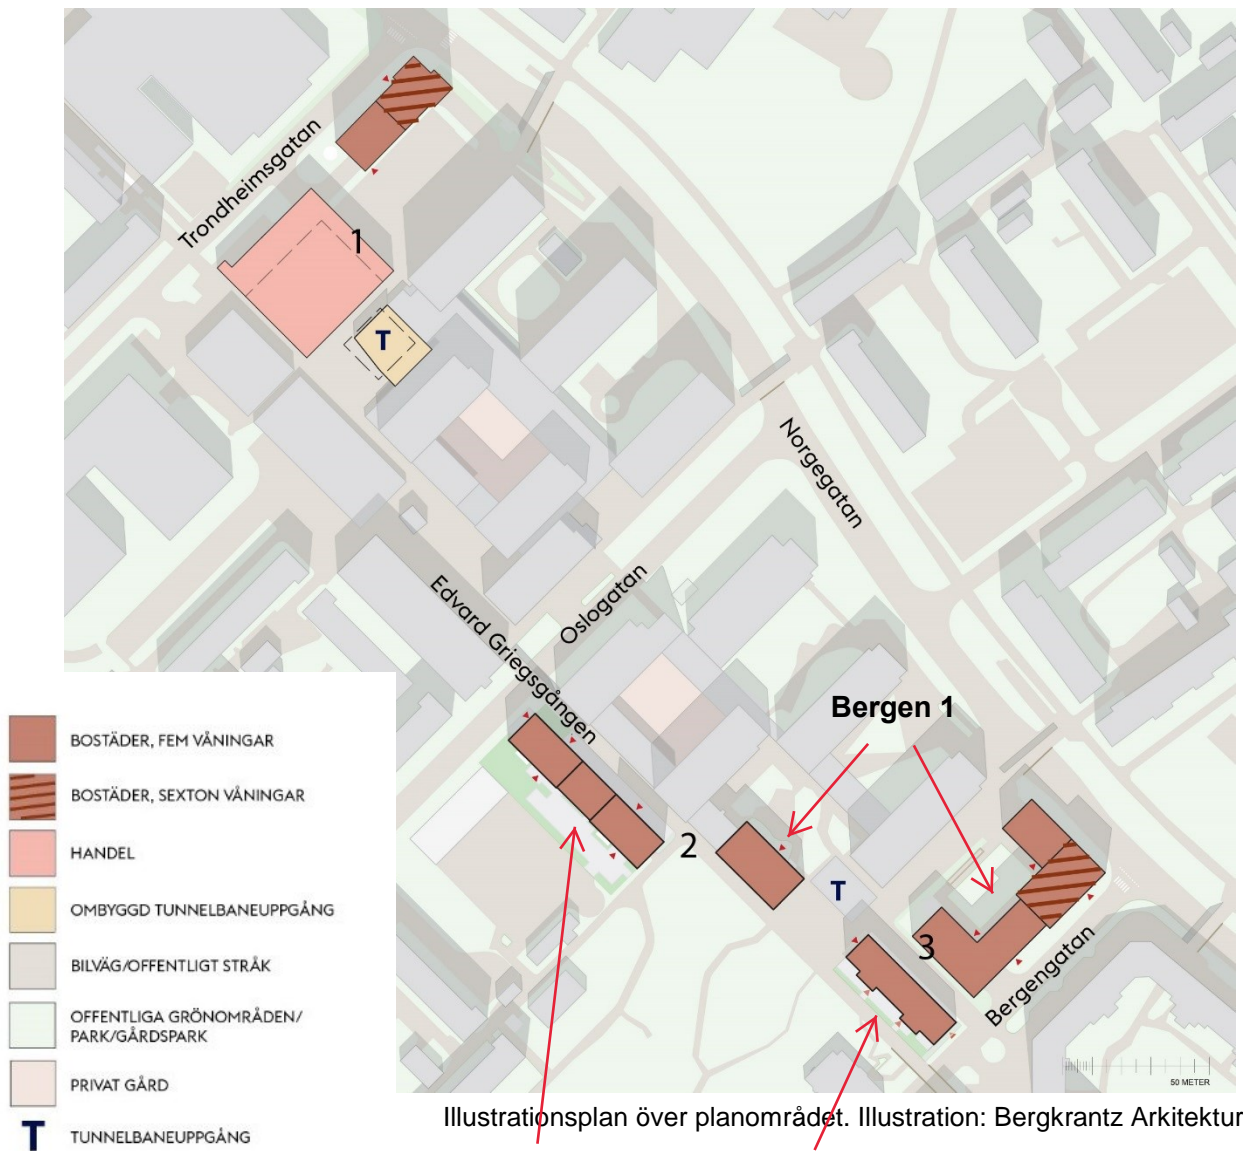 Trondheimsgatan
1
T
Norgegatan
Edvard Griegsgången
Oslogatan
Bergen 1
2
T
3
Bergengatan
50 METER
BOSTÄDER, FEM VÅNINGAR
BOSTÄDER, SEXTON VÅNINGAR
HANDEL
OMBYGGD TUNNELBANEUPPGÅNG
BILVÄG/OFFENTLIGT STRÅK
OFFENTLIGA GRÖNOMRÅDEN/
PARK/GÅRDSPARK
PRIVAT GÅRD
T TUNNELBANEUPPGÅNG
Illustrationsplan över planområdet. Illustration: Bergkrantz Arkitektur